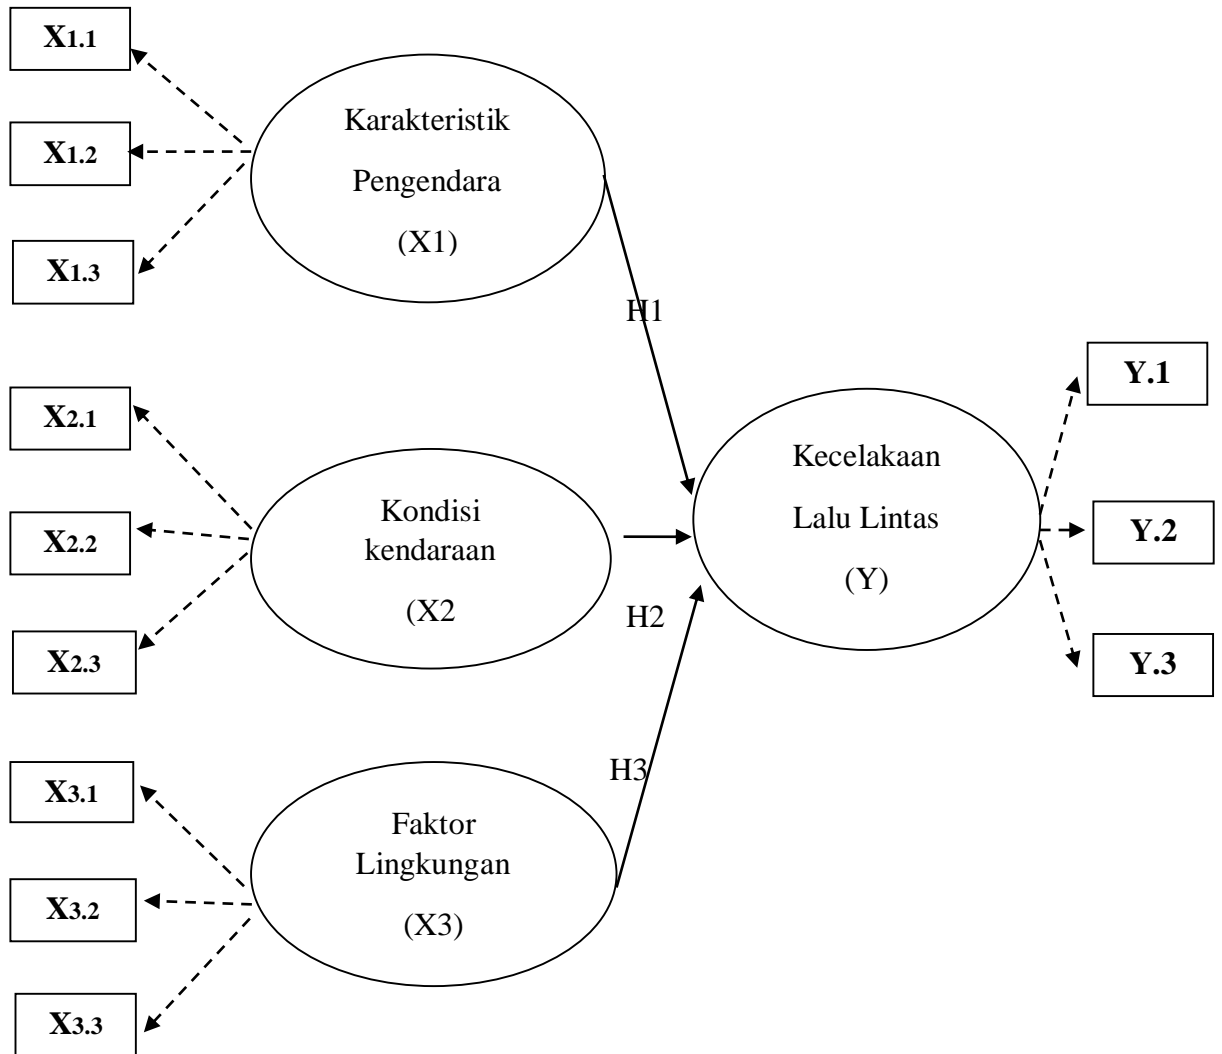 X1.1
X1.2
X1.3
Karakteristik
Pengendara
(X1)
H1
X2.1
X2.2
X2.3
Kondisi
kendaraan
(X2
H2
Kecelakaan
Lalu Lintas
(Y)
Y.1
Y.2
Y.3
X3.1
X3.2
X3.3
Faktor
Lingkungan
(X3)
H3